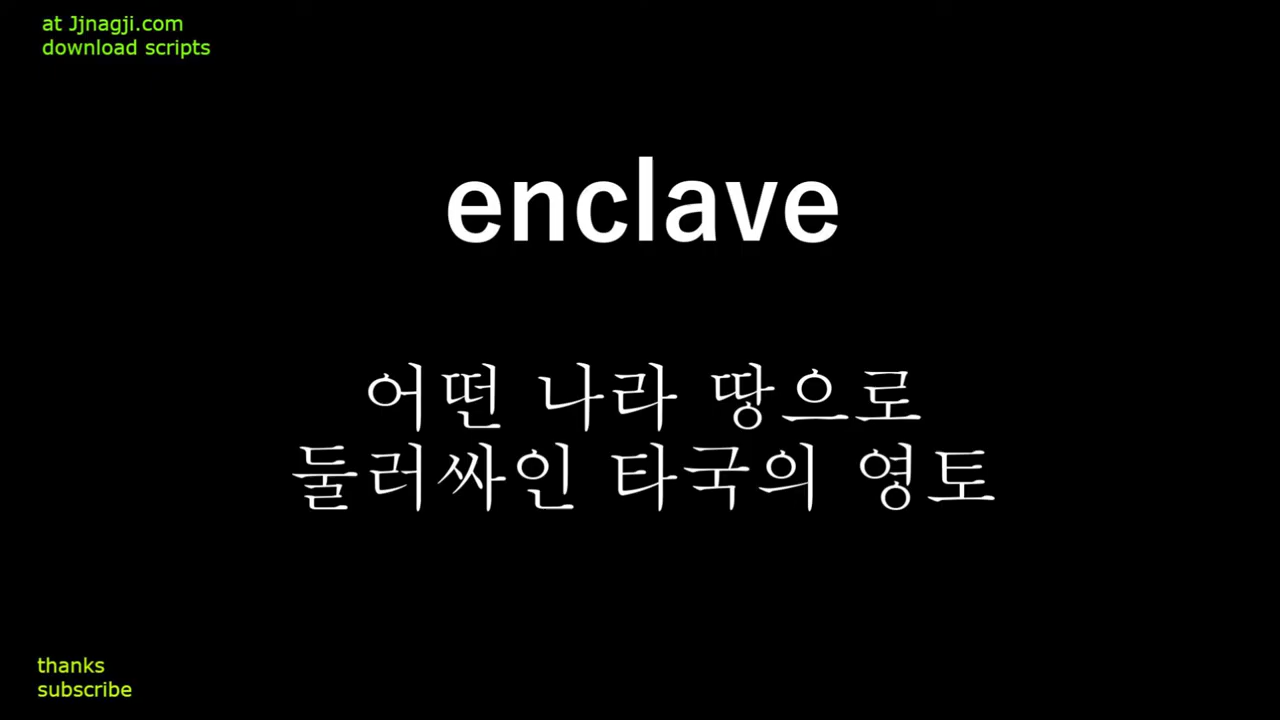 at Jjnagji.com
download scripts
enclave
어떤 나라 땅으로
둘러싸인 타국의 영토
thanks
subscribe